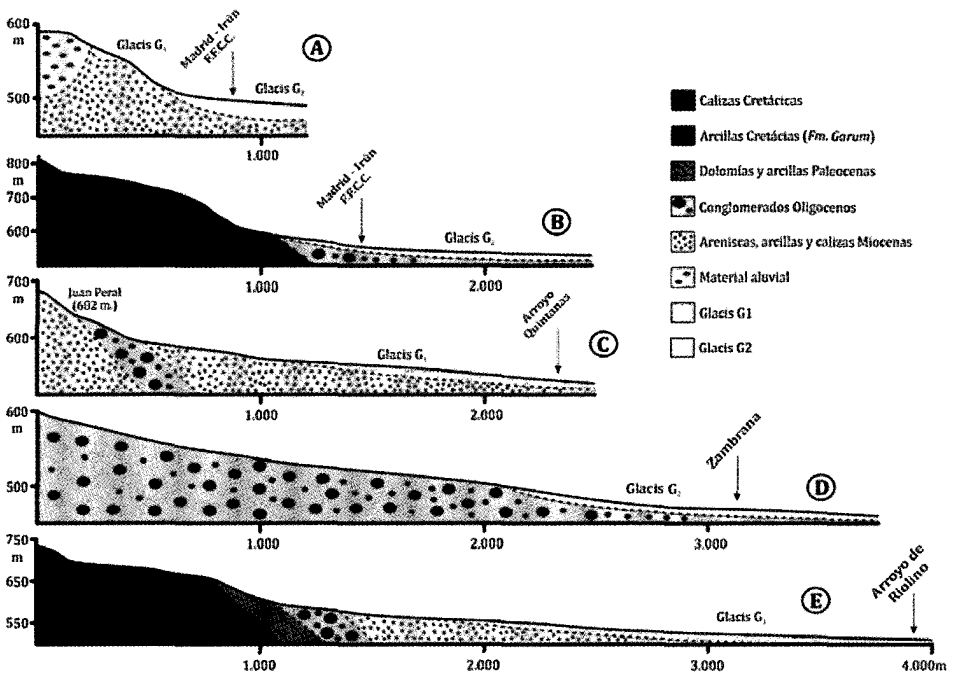 600
m
500
Glacis G₁
Madrid - Irún
F.F.C.C.
Glacis G₂
A
1.000
800
m
700
600
Madrid - Irún
F.F.C.C.
Glacis G₂
B
1.000
2.000
700
m
600
Juan Peral
(682 m.)
Glacis G₁
Arroyo
Quintanas
C
1.000
2.000
600
m
500
Glacis G₂
Zambrana
D
1.000
2.000
3.000
750
m
650
550
Glacis G₁
Arroyo de
Riolino
E
1.000
2.000
3.000
4.000m
Calizas Cretácicas
Arcillas Cretácias (Fm. Garum)
Dolomías y arcillas Paleocenas
Conglomerados Oligocenos
Areniscas, arcillas y calizas Miocenas
Material aluvial
Glacis G1
Glacis G2